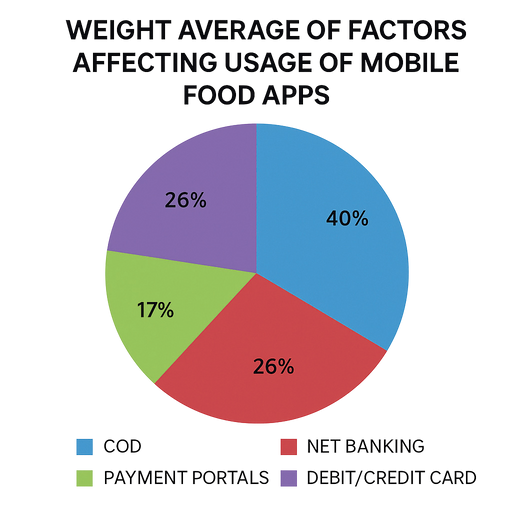 WEIGHT AVERAGE OF FACTORS
AFFECTING USAGE OF MOBILE
FOOD APPS
26%
40%
17%
26%
COD
NET BANKING
PAYMENT PORTALS
DEBIT/CREDIT CARD